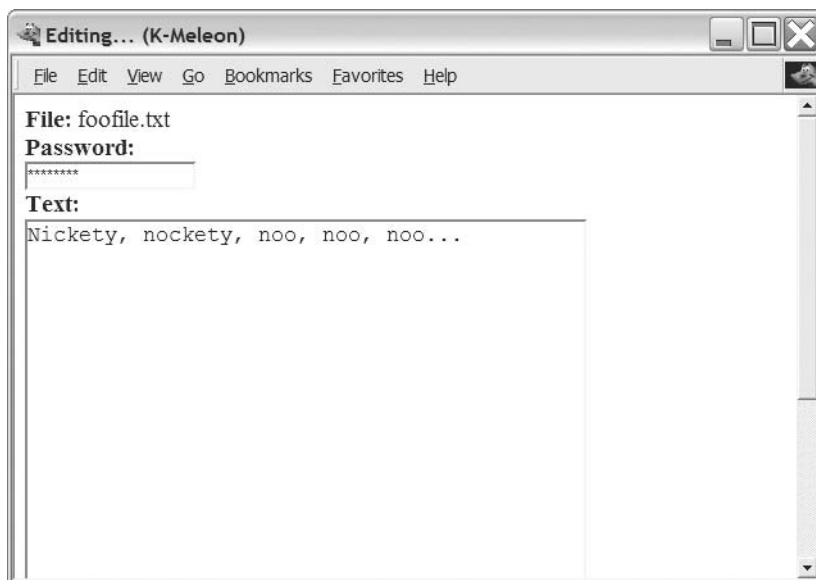 Editing... (K-Meleon)
File Edit View Go Bookmarks Favorites Help
File: foofile.txt
Password:
********
Text:
Nickety, nockety, noo, noo, noo...